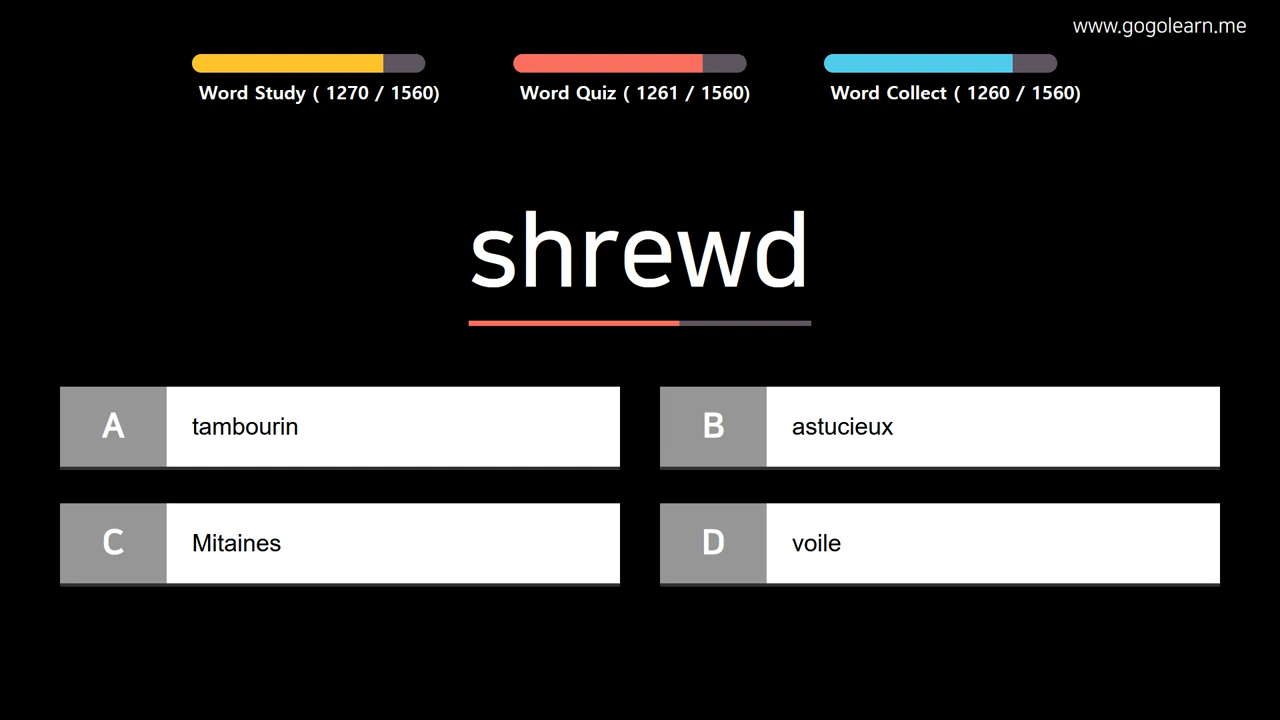 www.gogolearn.me
Word Study ( 1270 / 1560)
Word Quiz ( 1261 / 1560)
Word Collect ( 1260 / 1560)
shrewd
A tambourin
B astucieux
C Mitaines
D voile